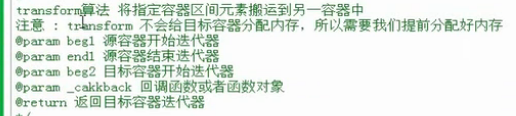 transform算法 将指定容器区间元素搬运到另一容器中
注意 : transform 不会给目标容器分配内存，所以需要我们提前分配好内存
@param beg1 源容器开始迭代器
@param end1 源容器结束迭代器
@param beg2 目标容器开始迭代器
@param _cakkback 回调函数或者函数对象
@return 返回目标容器迭代器
*/